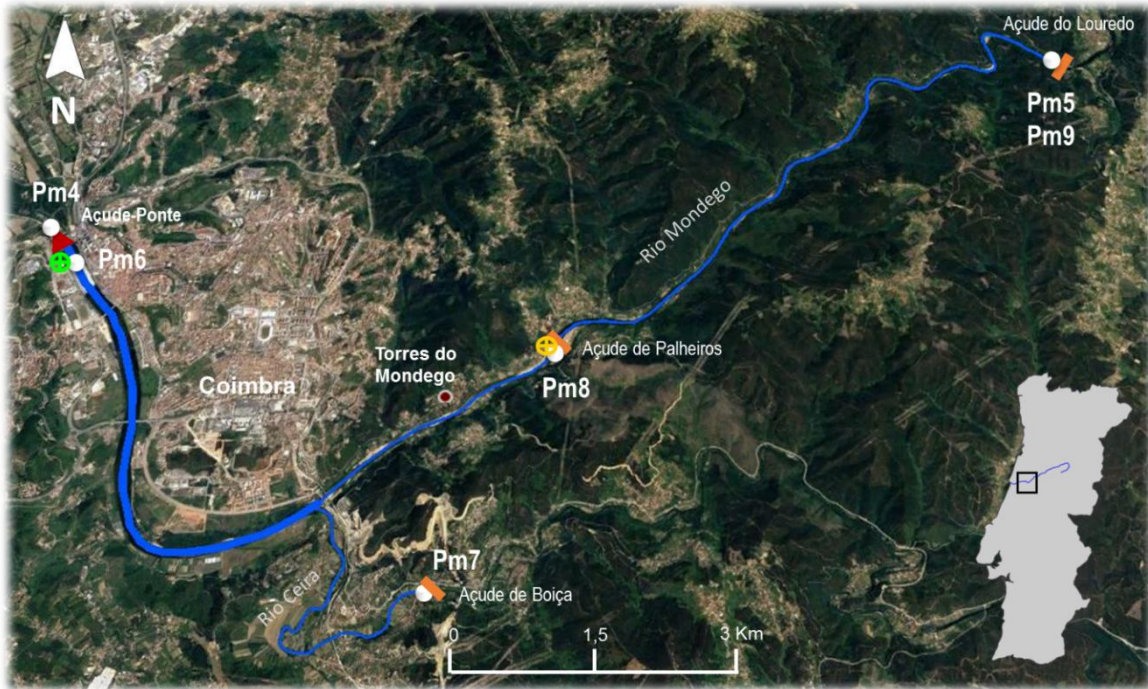 Açude do Louredo
N
Pm5
Pm9
Pm4
Açude-Ponte
Pm6
Rio Mondego
Torres do
Mondego
Açude de Palheiros
Pm8
Coimbra
Pm7
Açude de Boiça
Rio Ceira
0 1,5 3 Km